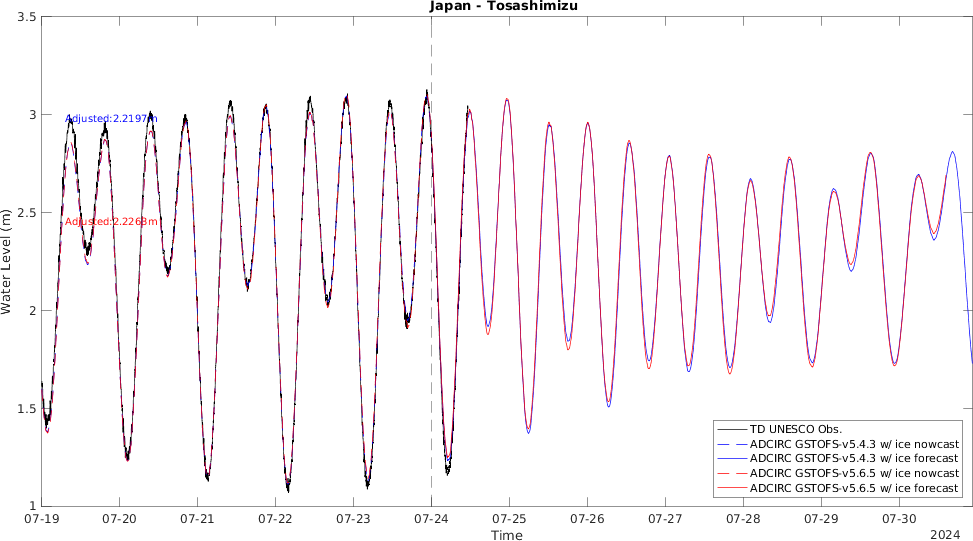 Japan - Tosashimizu
3.5
3
2.5
2
1.5
1
Water Level (m)
Adjusted:2.2197m
Adjusted:2.2268m
TD UNESCO Obs.
ADCIRC GSTOFS-v5.4.3 w/ ice nowcast
ADCIRC GSTOFS-v5.4.3 w/ ice forecast
ADCIRC GSTOFS-v5.6.5 w/ ice nowcast
ADCIRC GSTOFS-v5.6.5 w/ ice forecast
07-19 07-20 07-21 07-22 07-23 07-24 07-25 07-26 07-27 07-28 07-29 07-30
Time
2024